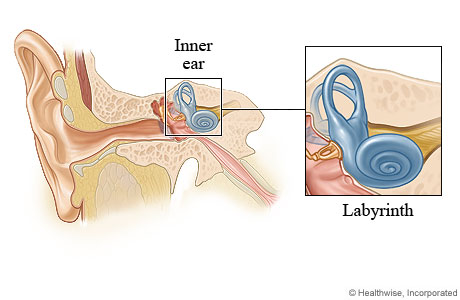 Inner
ear
Labyrinth
© Healthwise, Incorporated